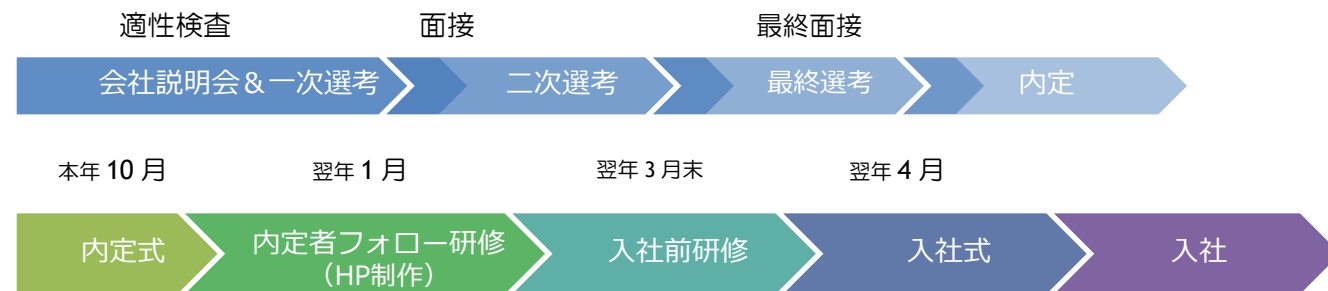 適性検査 面接 最終面接
会社説明会＆一次選考 二次選考 最終選考 内定
本年 10 月 翌年 1 月 翌年 3 月末 翌年 4 月
内定式 内定者フォロー研修 入社前研修 入社式 入社
（HP制作）